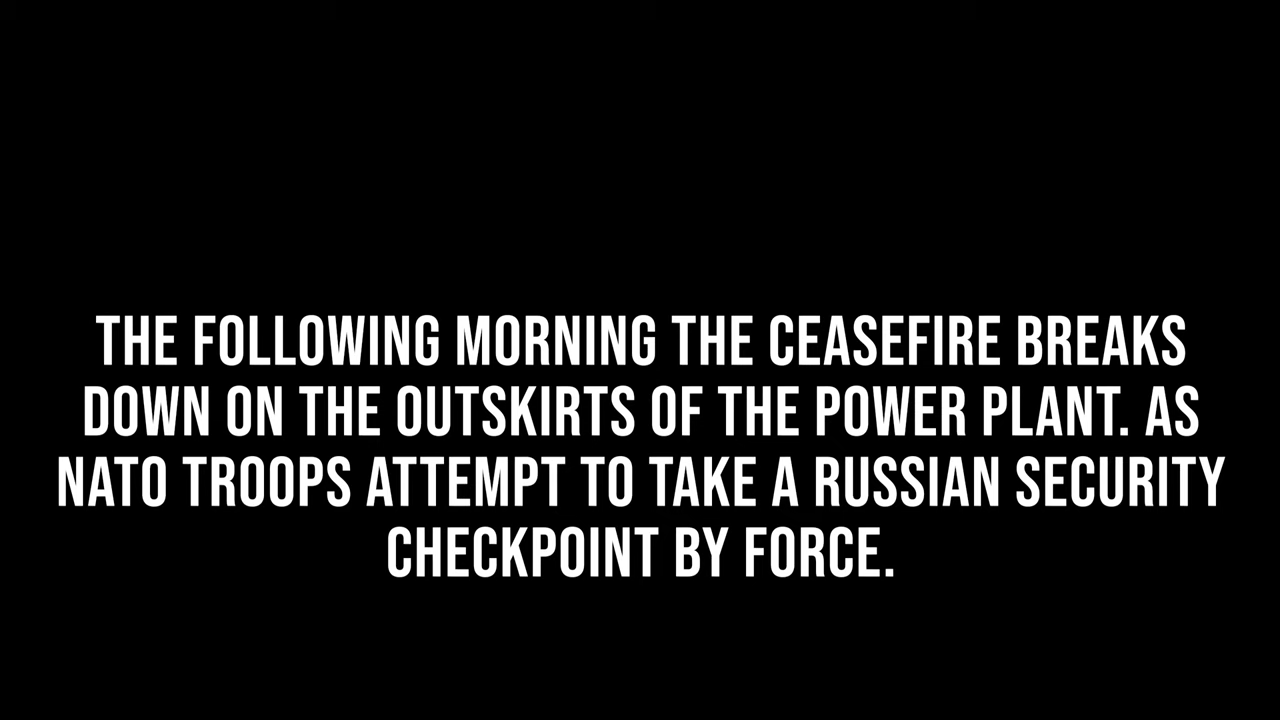 THE FOLLOWING MORNING THE CEASEFIRE BREAKS
DOWN ON THE OUTSKIRTS OF THE POWER PLANT. AS
NATO TROOPS ATTEMPT TO TAKE A RUSSIAN SECURITY
CHECKPOINT BY FORCE.